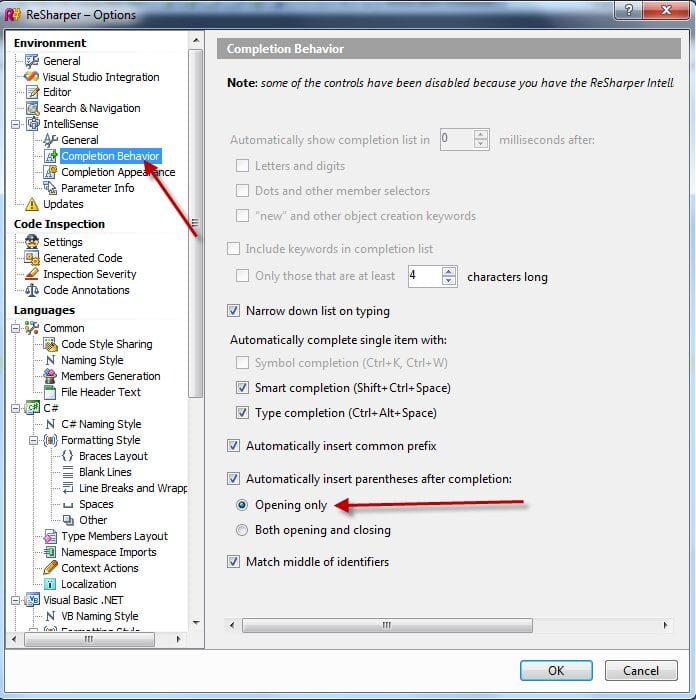 ReSharper – Options
Environment
General
Visual Studio Integration
Editor
Search & Navigation
IntelliSense
General
Completion Behavior
Completion Appearance
Parameter Info
Updates
Code Inspection
Settings
Generated Code
Inspection Severity
Code Annotations
Languages
Common
Code Style Sharing
Naming Style
Members Generation
File Header Text
C#
C# Naming Style
Formatting Style
Braces Layout
Blank Lines
Line Breaks and Wrapp
Spaces
Other
Type Members Layout
Namespace Imports
Context Actions
Localization
Visual Basic .NET
VB Naming Style
Formatting Style
Completion Behavior
Note: some of the controls have been disabled because you have the ReSharper Intell
Automatically show completion list in 0 milliseconds after:
Letters and digits
Dots and other member selectors
"new" and other object creation keywords
Include keywords in completion list
Only those that are at least 4 characters long
Narrow down list on typing
Automatically complete single item with:
Symbol completion (Ctrl+K, Ctrl+W)
Smart completion (Shift+Ctrl+Space)
Type completion (Ctrl+Alt+Space)
Automatically insert common prefix
Automatically insert parentheses after completion:
Opening only
Both opening and closing
Match middle of identifiers
OK
Cancel